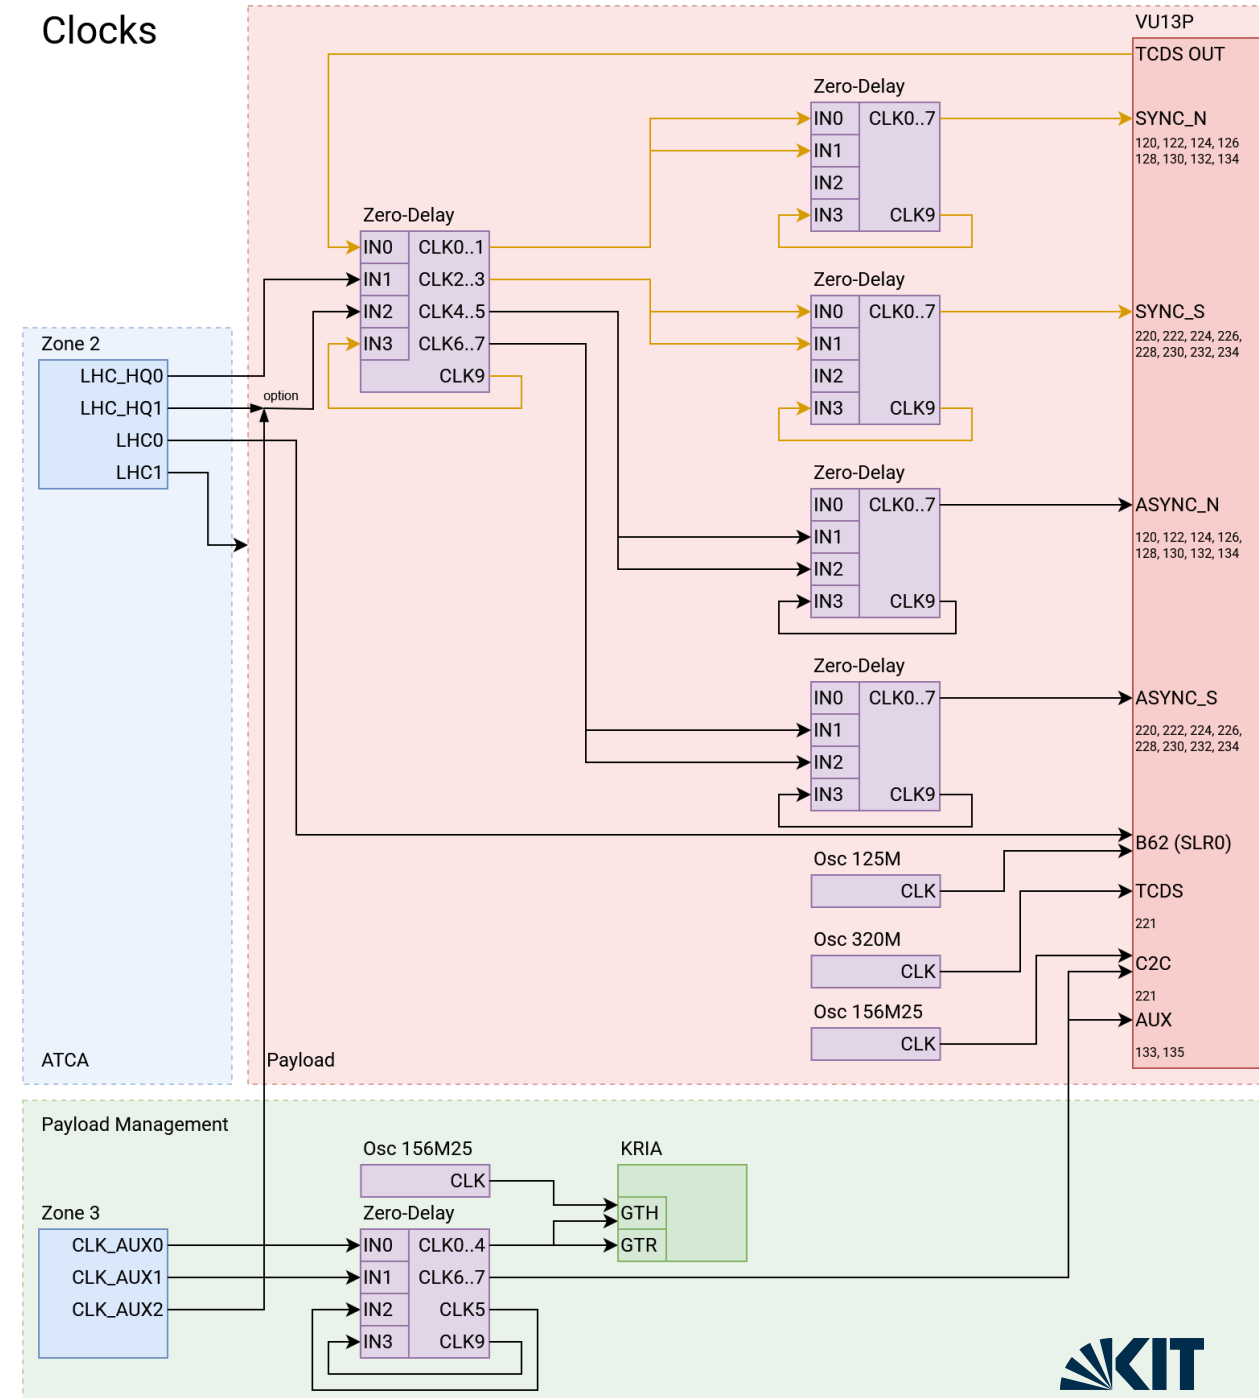 Clocks
VU13P
TCDS OUT
Zero-Delay
IN0 CLK0..7
IN1
IN2
IN3 CLK9
SYNC_N
120, 122, 124, 126
128, 130, 132, 134
Zero-Delay
IN0 CLK0..1
IN1 CLK2..3
IN2 CLK4..5
IN3 CLK6..7
CLK9
Zero-Delay
IN0 CLK0..7
IN1
IN2
IN3 CLK9
SYNC_S
220, 222, 224, 226,
228, 230, 232, 234
Zone 2
LHC_HQ0
LHC_HQ1
LHC0
LHC1
option
Zero-Delay
IN0 CLK0..7
IN1
IN2
IN3 CLK9
ASYNC_N
120, 122, 124, 126,
128, 130, 132, 134
Zero-Delay
IN0 CLK0..7
IN1
IN2
IN3 CLK9
ASYNC_S
220, 222, 224, 226,
228, 230, 232, 234
B62 (SLR0)
Osc 125M
CLK
TCDS
221
Osc 320M
CLK
C2C
221
Osc 156M25
CLK
AUX
133, 135
ATCA
Payload
Payload Management
Osc 156M25
CLK
KRIA
GTH
GTR
Zone 3
CLK_AUX0
CLK_AUX1
CLK_AUX2
Zero-Delay
IN0 CLK0..4
IN1 CLK6..7
IN2 CLK5
IN3 CLK9
KIT